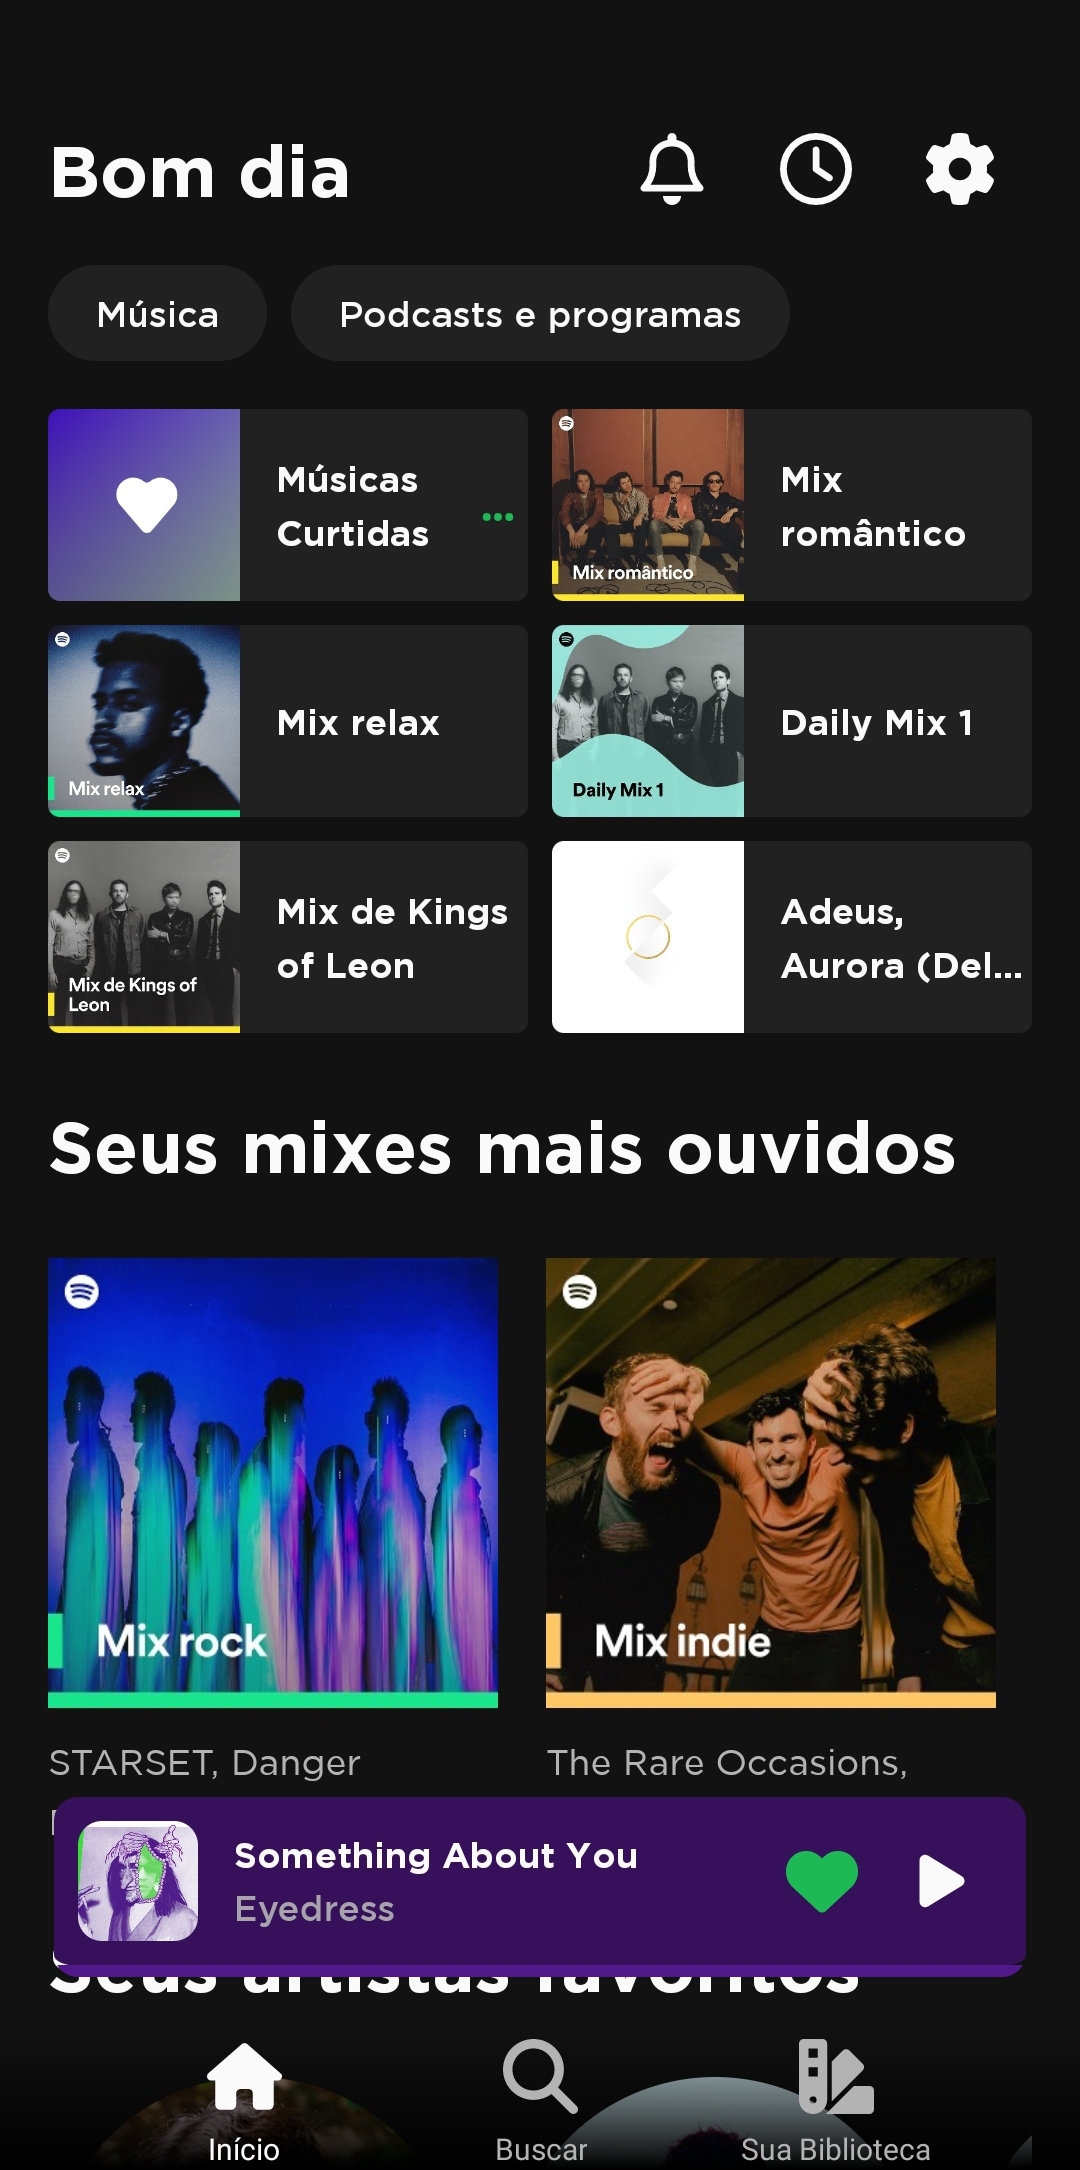 Bom dia
Música
Podcasts e programas
Músicas
Curtidas
Mix romântico
Mix
romântico
Mix relax
Mix relax
Daily Mix 1
Daily Mix 1
Mix de Kings of
Leon
Mix de Kings
of Leon
Adeus,
Aurora (Del...
Seus mixes mais ouvidos
Mix rock
Mix indie
STARSET, Danger
The Rare Occasions,
Something About You
Eyedress
Seus artistas favoritos
Início
Buscar
Sua Biblioteca